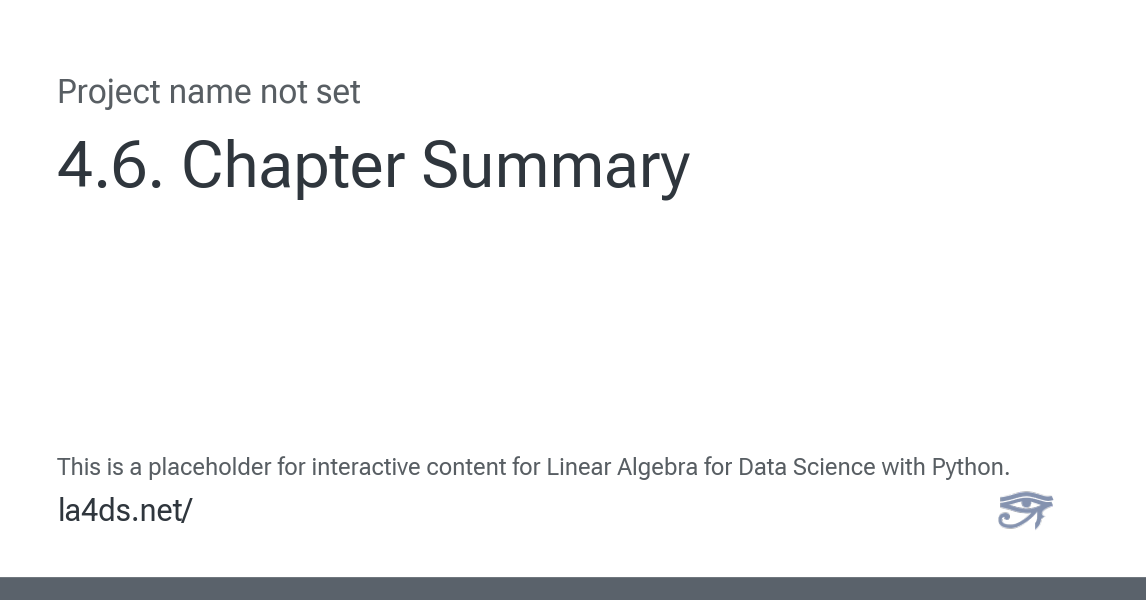 Project name not set
4.6. Chapter Summary
This is a placeholder for interactive content for Linear Algebra for Data Science with Python.
la4ds.net/